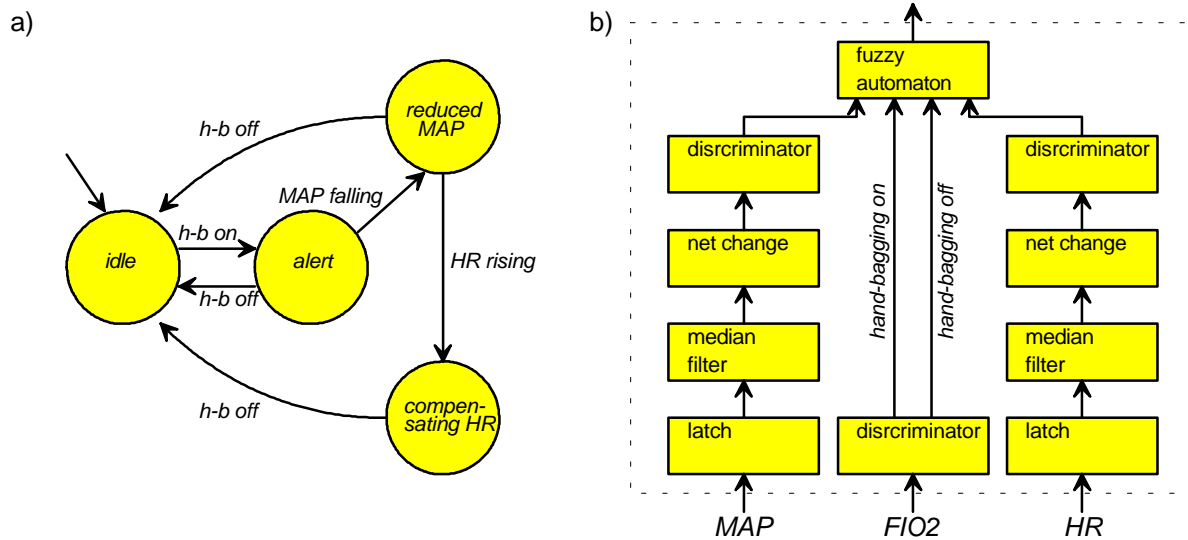 a)
reduced
MAP
h-b off
MAP falling
h-b on
idle
alert
HR rising
h-b off
compen-
sating HR
h-b off
b)
fuzzy
automaton
disrcriminator
disrcriminator
hand-bagging on
hand-bagging off
net change
net change
median
filter
median
filter
latch
disrcriminator
latch
MAP
FIO2
HR